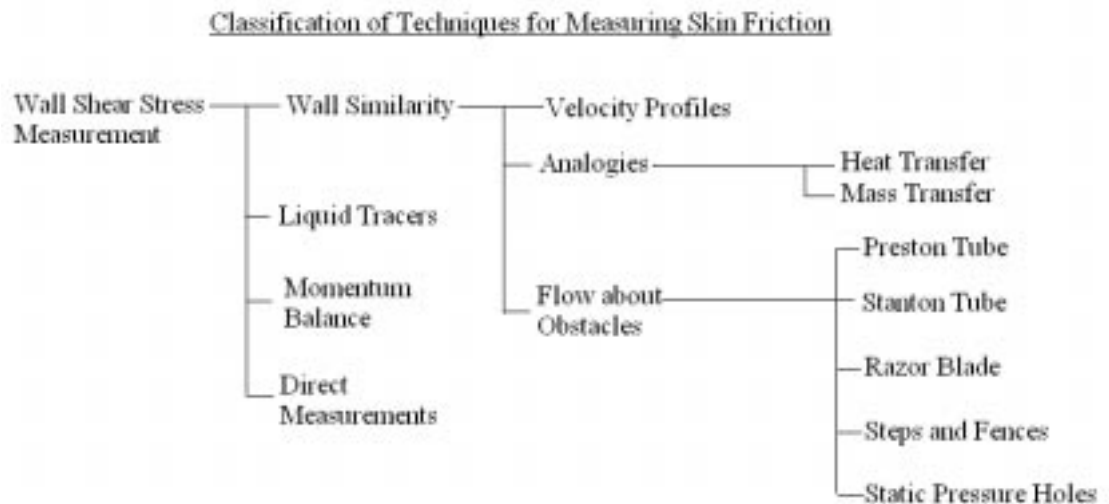 Classification of Techniques for Measuring Skin Friction
Wall Shear Stress
Measurement
Wall Similarity
Velocity Profiles
Analogies
Heat Transfer
Mass Transfer
Liquid Tracers
Preston Tube
Momentum
Balance
Flow about
Obstacles
Stanton Tube
Razor Blade
Direct
Measurements
Steps and Fences
Static Pressure Holes